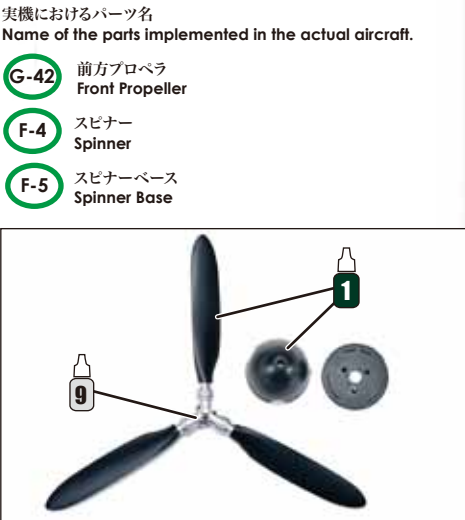 実機におけるパーツ名
Name of the parts implemented in the actual aircraft.
G-42
前方プロペラ
Front Propeller
F-4
スピナー
Spinner
F-5
スピナーベース
Spinner Base
1
9